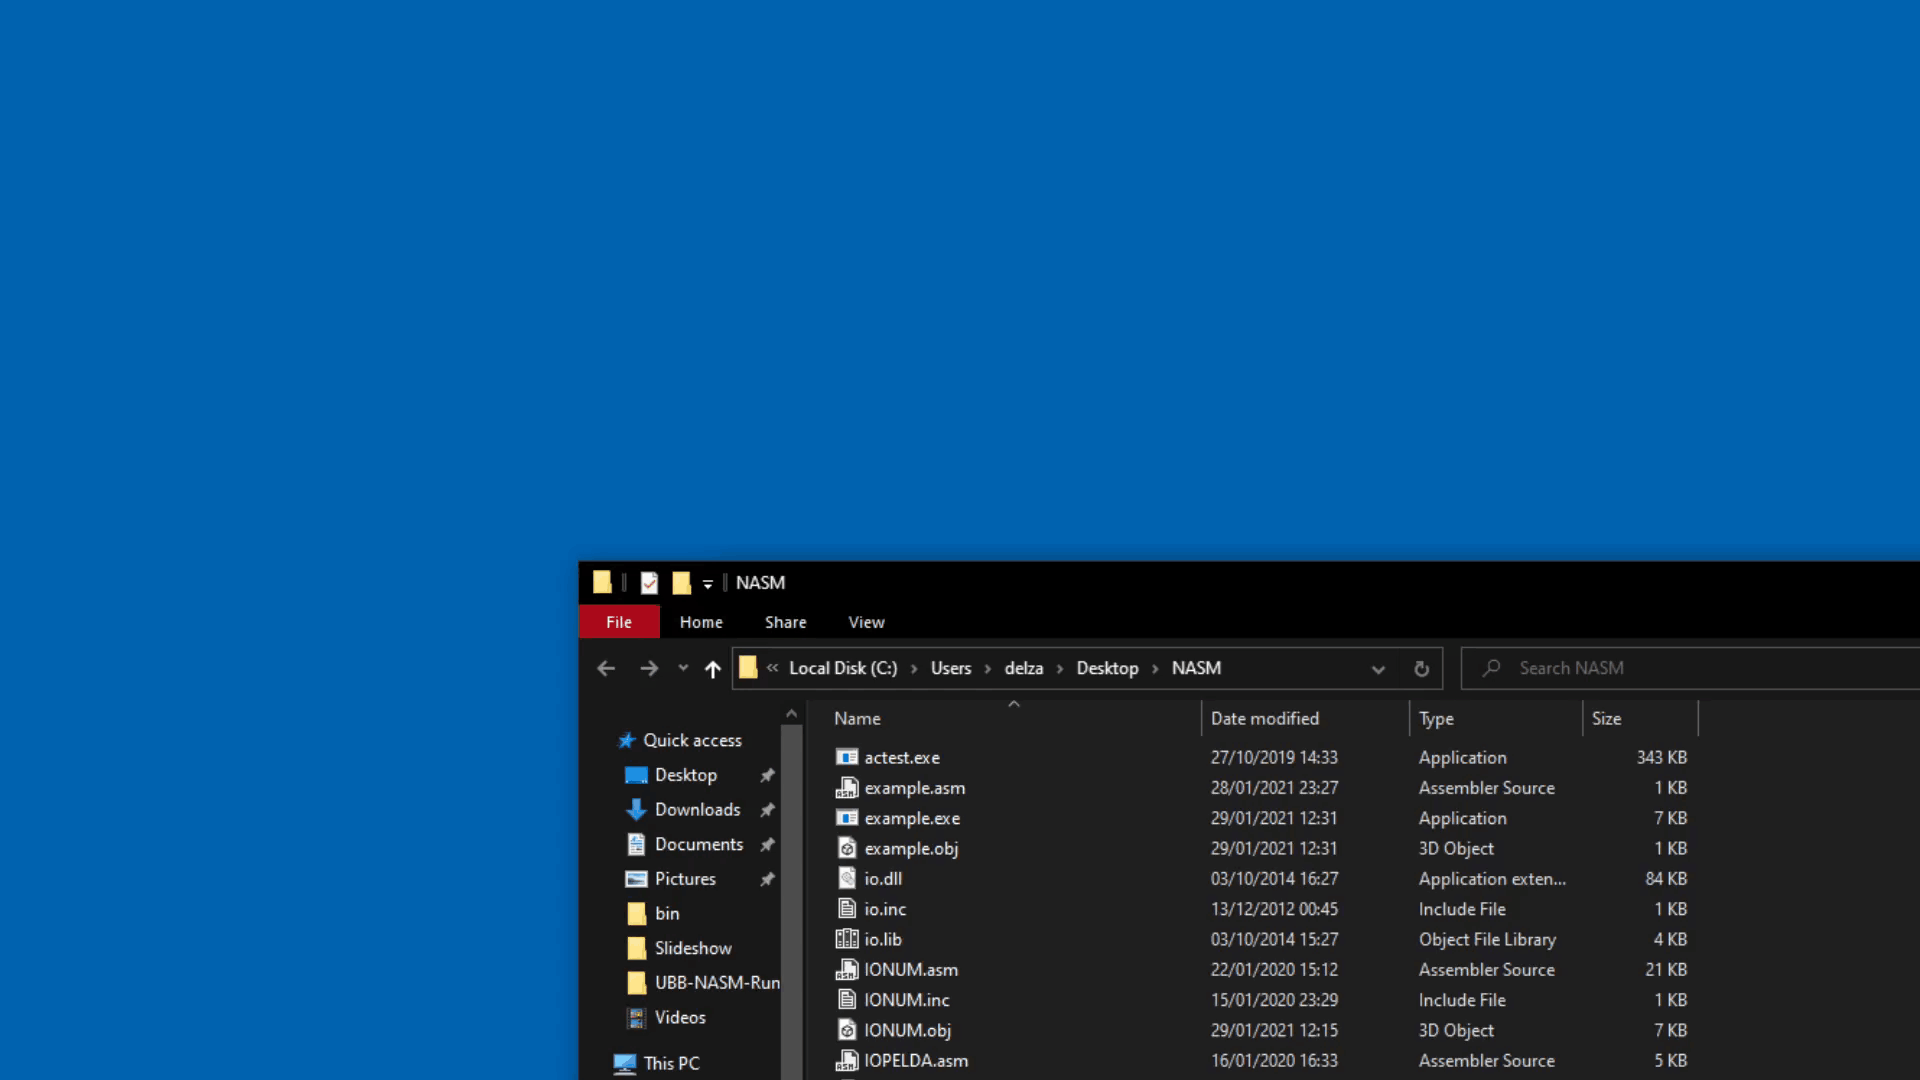 NASM
File Home Share View
« Local Disk (C:) › Users › delza › Desktop › NASM
Search NASM
Quick access
Desktop
Downloads
Documents
Pictures
bin
Slideshow
UBB-NASM-Run
Videos
This PC
Name Date modified Type Size
actest.exe 27/10/2019 14:33 Application 343 KB
example.asm 28/01/2021 23:27 Assembler Source 1 KB
example.exe 29/01/2021 12:31 Application 7 KB
example.obj 29/01/2021 12:31 3D Object 1 KB
io.dll 03/10/2014 16:27 Application exten... 84 KB
io.inc 13/12/2012 00:45 Include File 1 KB
io.lib 03/10/2014 15:27 Object File Library 4 KB
IONUM.asm 22/01/2020 15:12 Assembler Source 21 KB
IONUM.inc 15/01/2020 23:29 Include File 1 KB
IONUM.obj 29/01/2021 12:15 3D Object 7 KB
IOPELDA.asm 16/01/2020 16:33 Assembler Source 5 KB